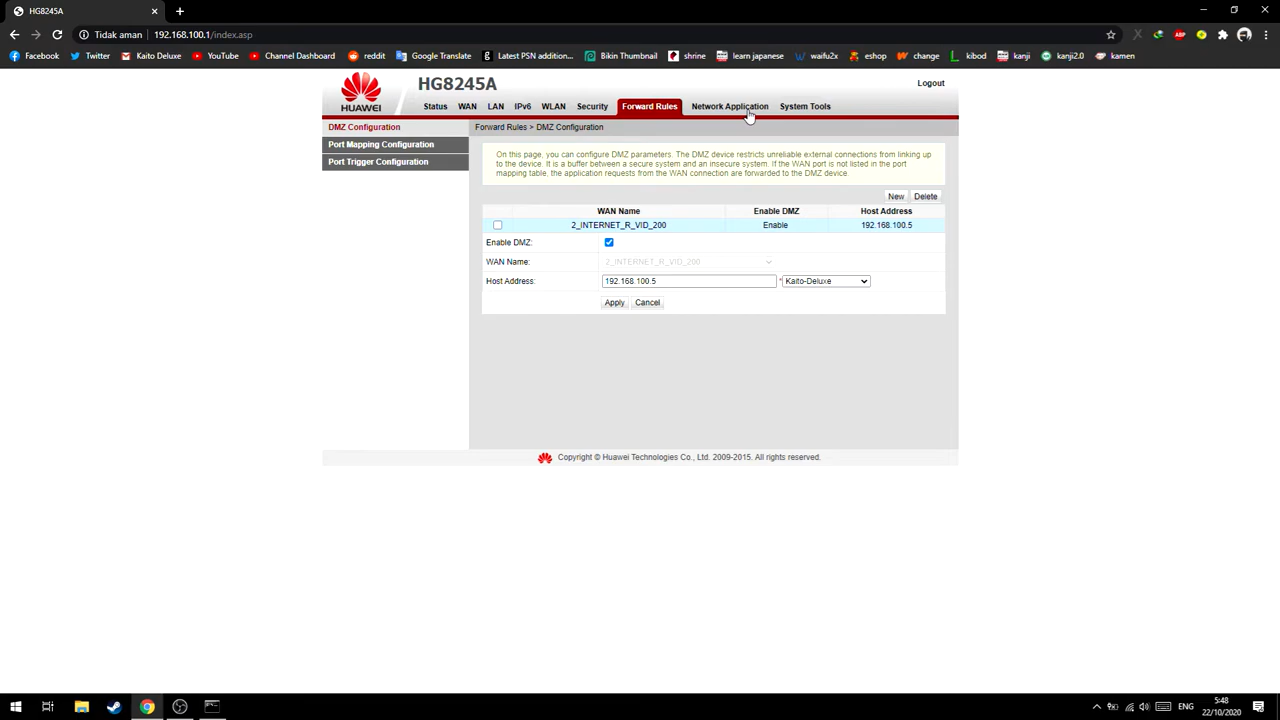 HG8245A
Tidak aman 192.168.100.1/index.asp
Facebook Twitter Kaito Deluxe YouTube Channel Dashboard reddit Google Translate Latest PSN addition... Bikin Thumbnail shrine learn japanese waifu2x eshop change kibod kanji kanji2.0 kamen
HUAWEI
HG8245A
Logout
Status WAN LAN IPv6 WLAN Security Forward Rules Network Application System Tools
DMZ Configuration
Port Mapping Configuration
Port Trigger Configuration
Forward Rules > DMZ Configuration
On this page, you can configure DMZ parameters. The DMZ device restricts unreliable external connections from linking up
to the device. It is a buffer between a secure system and an insecure system. If the WAN port is not listed in the port
mapping table, the application requests from the WAN connection are forwarded to the DMZ device.
New Delete
WAN Name Enable DMZ Host Address
2_INTERNET_R_VID_200 Enable 192.168.100.5
Enable DMZ:
WAN Name: 2_INTERNET_R_VID_200
Host Address: 192.168.100.5 * Kaito-Deluxe
Apply Cancel
Copyright © Huawei Technologies Co., Ltd. 2009-2015. All rights reserved.
ENG
5:48
22/10/2020